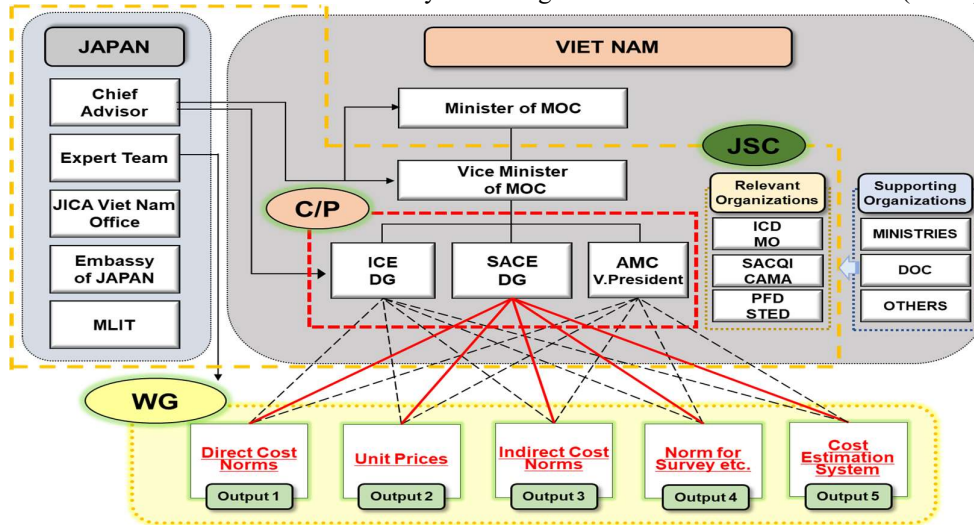 JAPAN
Chief
Advisor
Expert Team
JICA Viet Nam
Office
Embassy
of JAPAN
MLIT
VIET NAM
Minister of MOC
Vice Minister
of MOC
C/P
ICE
DG
SACE
DG
AMC
V.President
JSC
Relevant
Organizations
ICD
MO
SACQI
CAMA
PFD
STED
Supporting
Organizations
MINISTRIES
DOC
OTHERS
WG
Direct Cost
Norms
Output 1
Unit Prices
Output 2
Indirect Cost
Norms
Output 3
Norm for
Survey etc.
Output 4
Cost
Estimation
System
Output 5